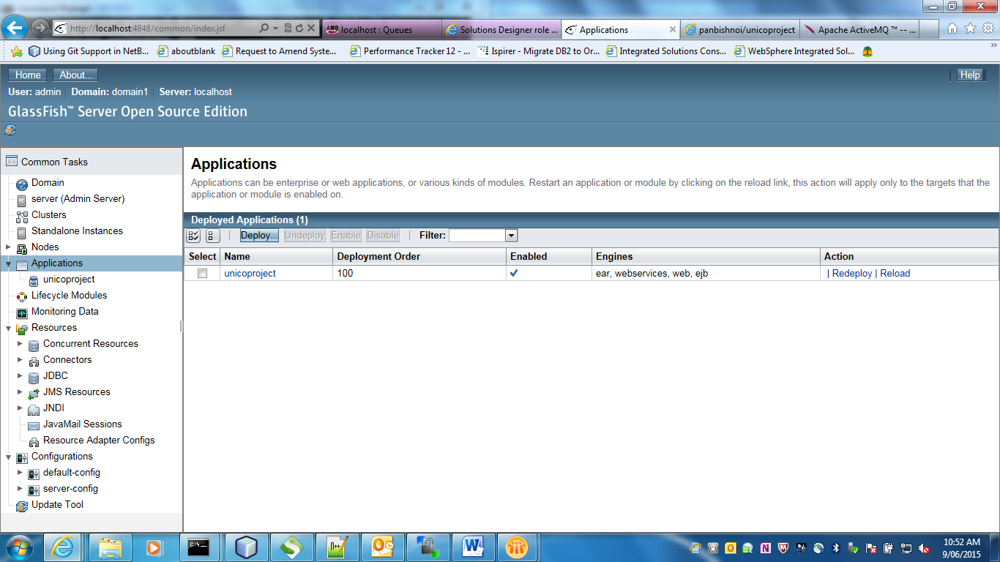 http://localhost:4848/common/index.jsf
AMQ localhost : Queues
Solutions Designer role ...
Applications
panbishnoi/unicoproject
Apache ActiveMQ ™ -- ...
Using Git Support in NetB...
aboutblank
Request to Amend Syste...
Performance Tracker 12 - ...
Ispirer - Migrate DB2 to Or...
Integrated Solutions Cons...
WebSphere Integrated Sol...
Home
About...
Help
User: admin
Domain: domain1
Server: localhost
GlassFish™ Server Open Source Edition
Common Tasks
Domain
server (Admin Server)
Clusters
Standalone Instances
Nodes
Applications
unicoproject
Lifecycle Modules
Monitoring Data
Resources
Concurrent Resources
Connectors
JDBC
JMS Resources
JNDI
JavaMail Sessions
Resource Adapter Configs
Configurations
default-config
server-config
Update Tool
Applications
Applications can be enterprise or web applications, or various kinds of modules. Restart an application or module by clicking on the reload link, this action will apply only to the targets that the
application or module is enabled on.
Deployed Applications (1)
Deploy... Undeploy Enable Disable Filter:
Select Name Deployment Order Enabled Engines Action
unicoproject 100 ear, webservices, web, ejb | Redeploy | Reload
10:52 AM
9/06/2015